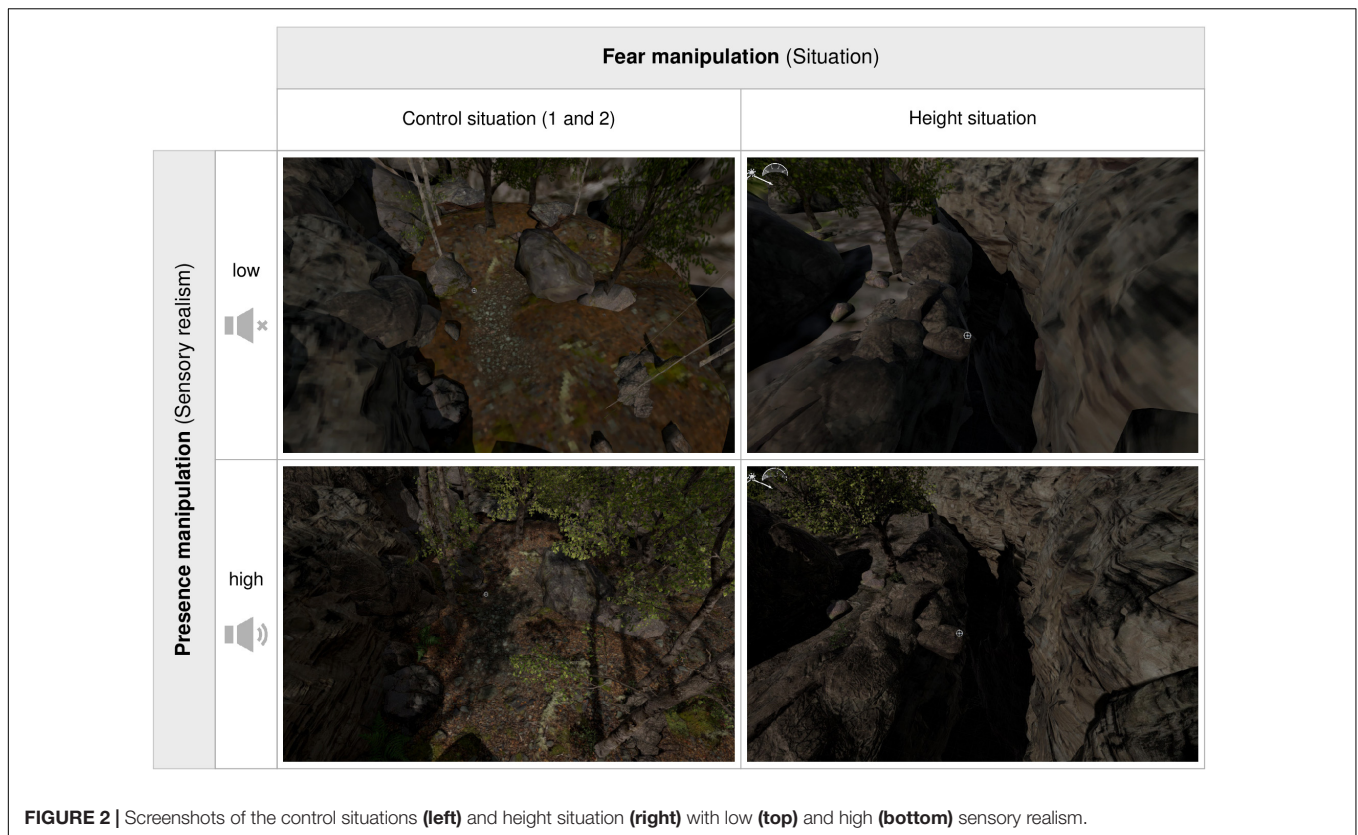 Fear manipulation (Situation)
Control situation (1 and 2)
Height situation
Presence manipulation (Sensory realism)
low
high
FIGURE 2 | Screenshots of the control situations (left) and height situation (right) with low (top) and high (bottom) sensory realism.